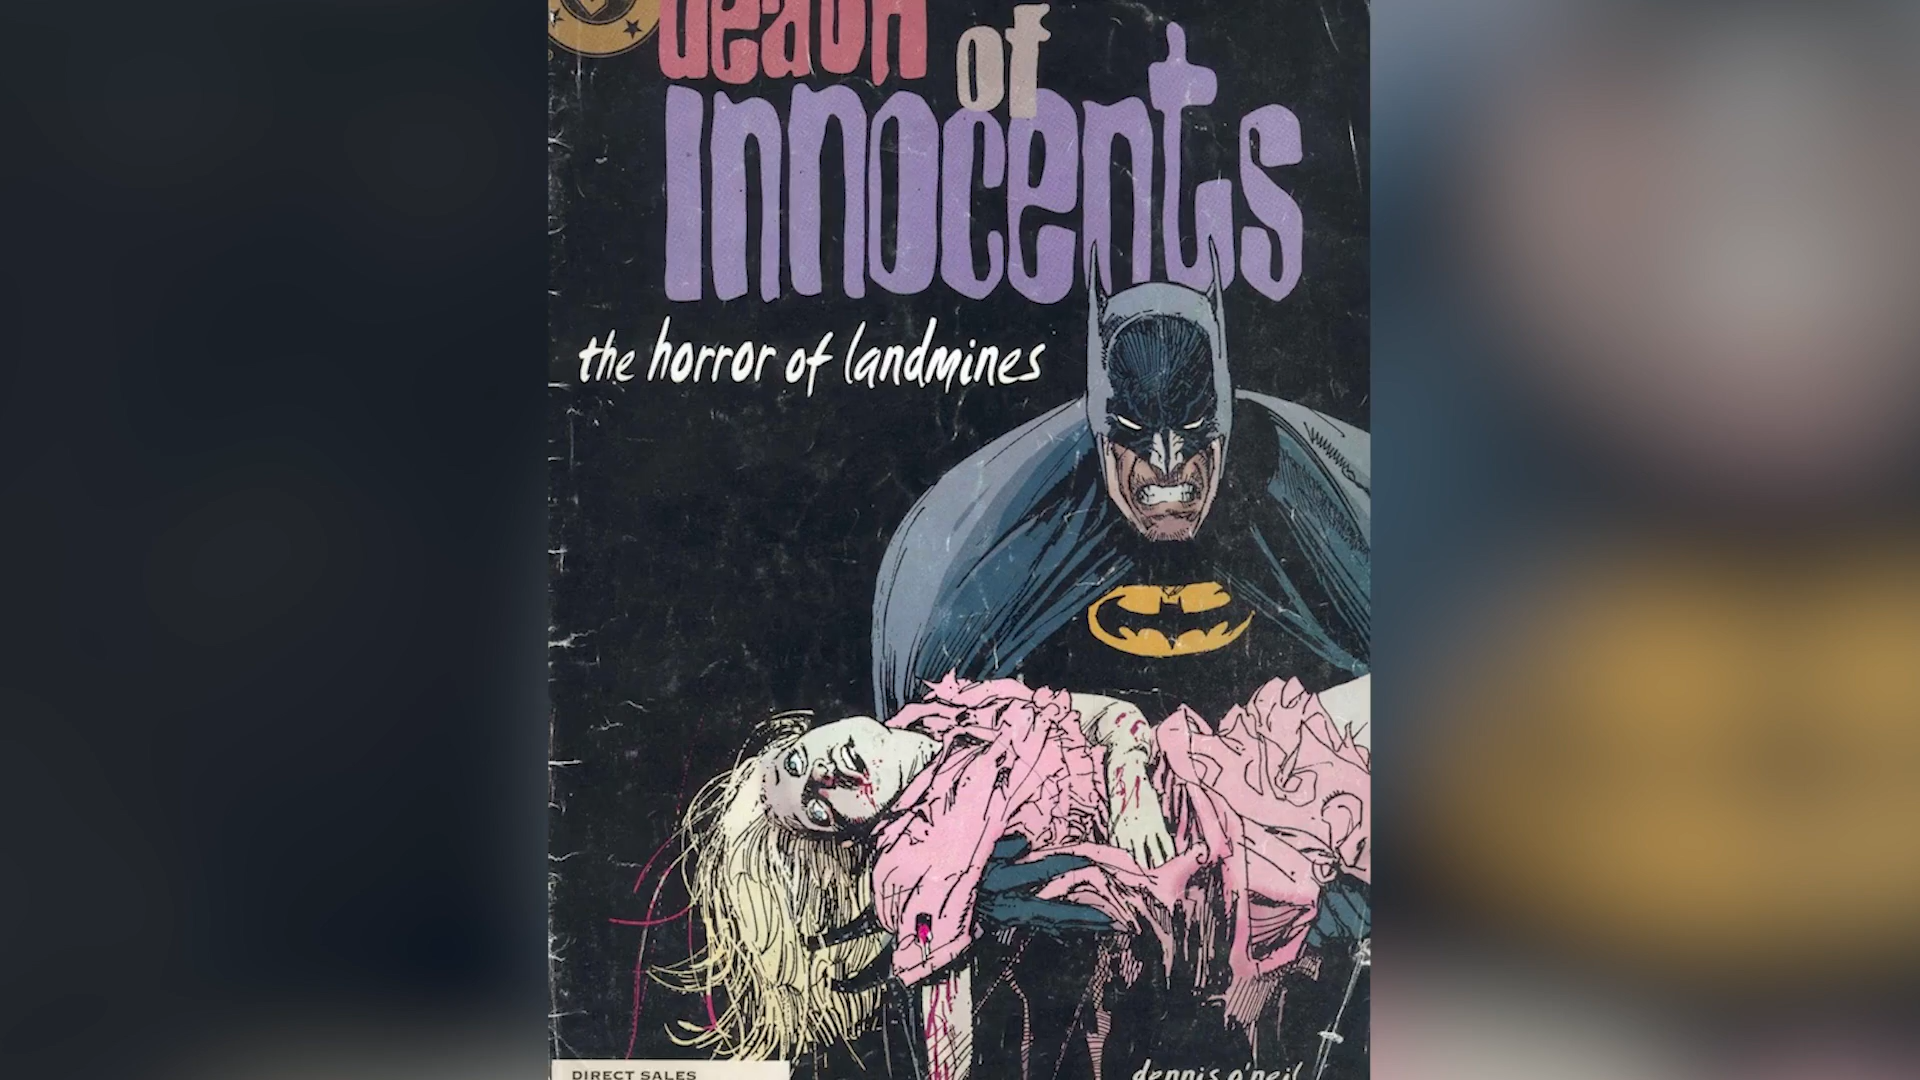 death
of
innocents
the horror of landmines
DIRECT SALES
dennis o'neil